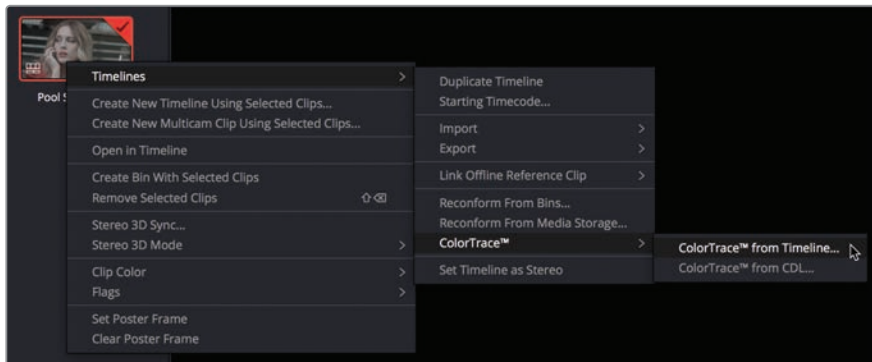 Pool S
Timelines
Create New Timeline Using Selected Clips...
Create New Multicam Clip Using Selected Clips...
Open in Timeline
Create Bin With Selected Clips
Remove Selected Clips
Stereo 3D Sync...
Stereo 3D Mode
Clip Color
Flags
Set Poster Frame
Clear Poster Frame
Duplicate Timeline
Starting Timecode...
Import
Export
Link Offline Reference Clip
Reconform From Bins...
Reconform From Media Storage...
ColorTrace™
Set Timeline as Stereo
ColorTrace™ from Timeline...
ColorTrace™ from CDL...